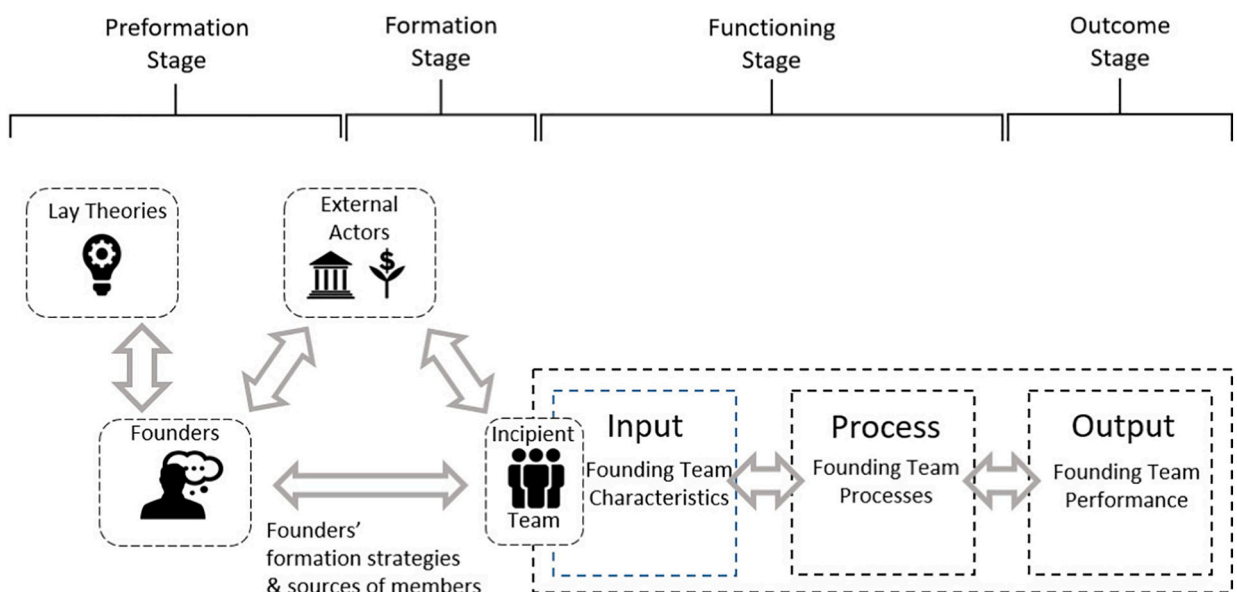 Preformation
Stage
Formation
Stage
Functioning
Stage
Outcome
Stage
Lay Theories
External
Actors
$
Founders
Incipient
Team
Founders'
formation strategies
& sources of members
Input
Founding Team
Characteristics
Process
Founding Team
Processes
Output
Founding Team
Performance